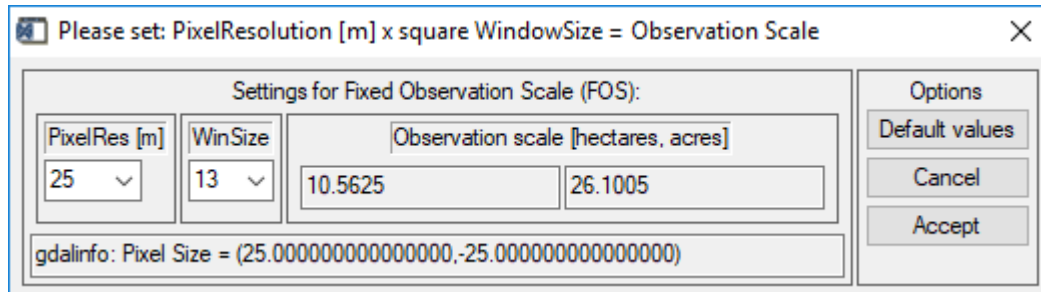 Please set: PixelResolution [m] x square WindowSize = Observation Scale
Settings for Fixed Observation Scale (FOS):
PixelRes [m]
25
WinSize
13
Observation scale [hectares, acres]
10.5625
26.1005
gdalinfo: Pixel Size = (25.000000000000000,-25.000000000000000)
Options
Default values
Cancel
Accept